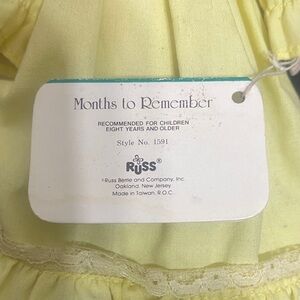 Months to Remember
RECOMMENDED FOR CHILDREN
EIGHT YEARS AND OLDER
Style No. 1591
RUSS
©Russ Berrie and Company, Inc.
Oakland, New Jersey
Made in Taiwan, R.O.C.